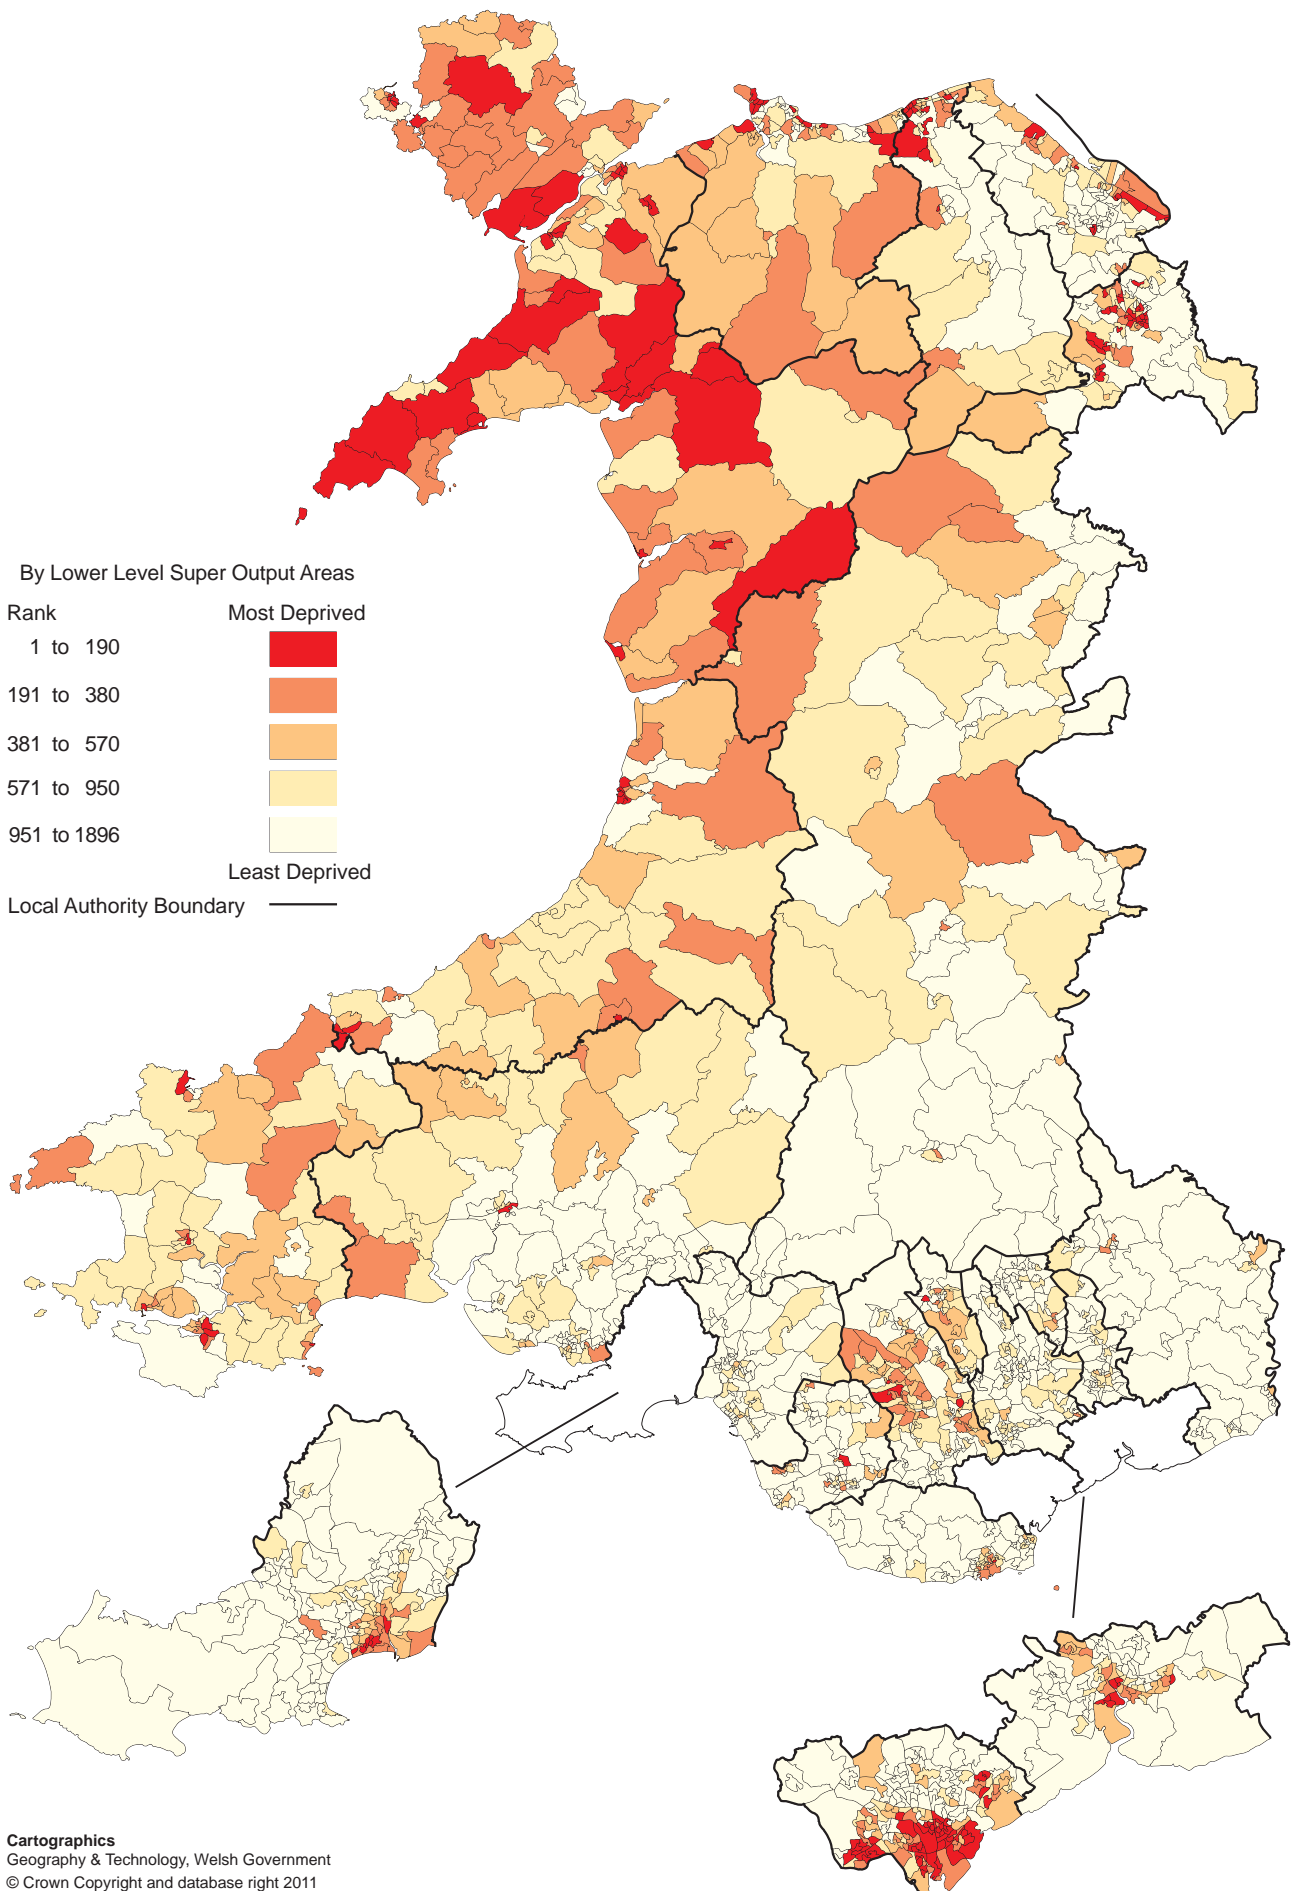 By Lower Level Super Output Areas
Rank Most Deprived
1 to 190
191 to 380
381 to 570
571 to 950
951 to 1896
Least Deprived
Local Authority Boundary
Cartographics
Geography & Technology, Welsh Government
© Crown Copyright and database right 2011